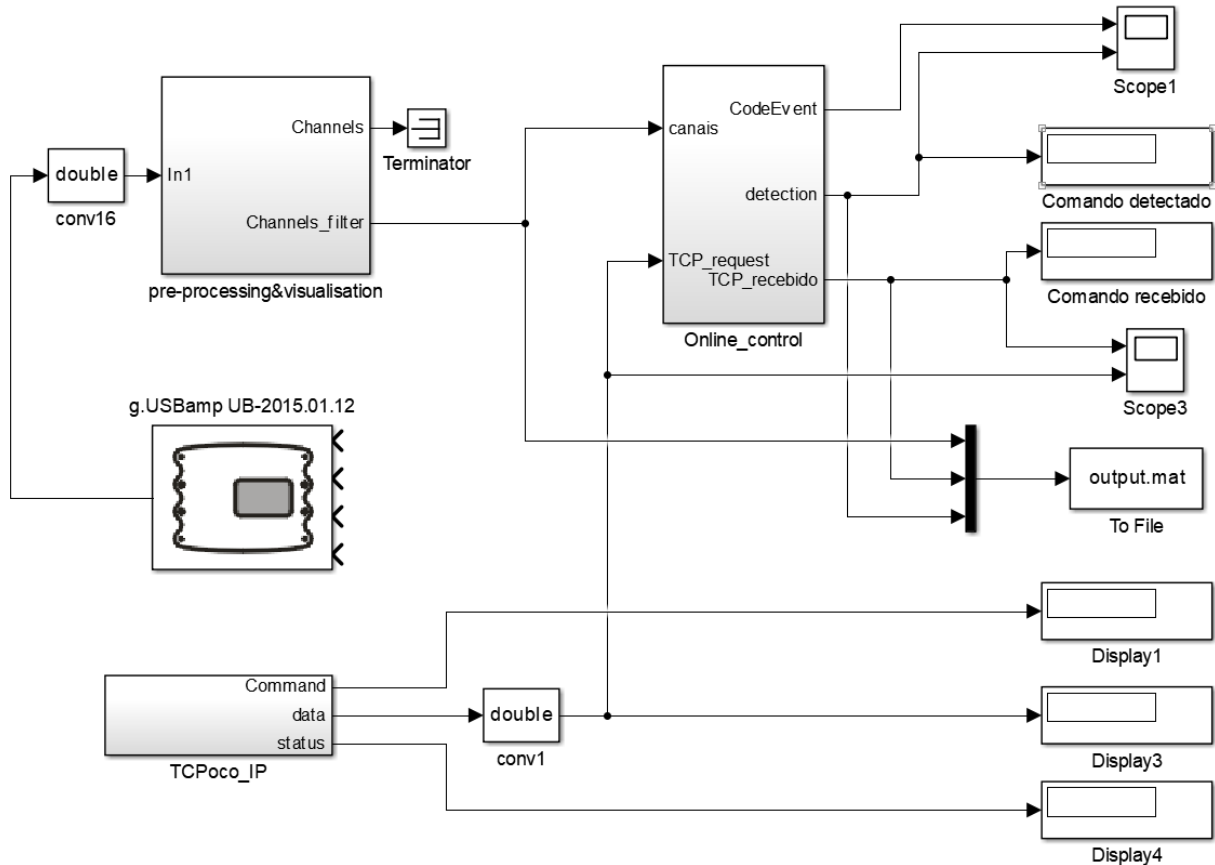 Scope1
CodeEvent
Channels
canais
Terminator
double
In1
conv16
detection
Comando detectado
Channels_filter
TCP_request
TCP_recebido
pre-processing&visualisation
Comando recebido
Online_control
Scope3
g.USBamp UB-2015.01.12
output.mat
To File
Display1
Command
data
status
double
conv1
TCPoco_IP
Display3
Display4